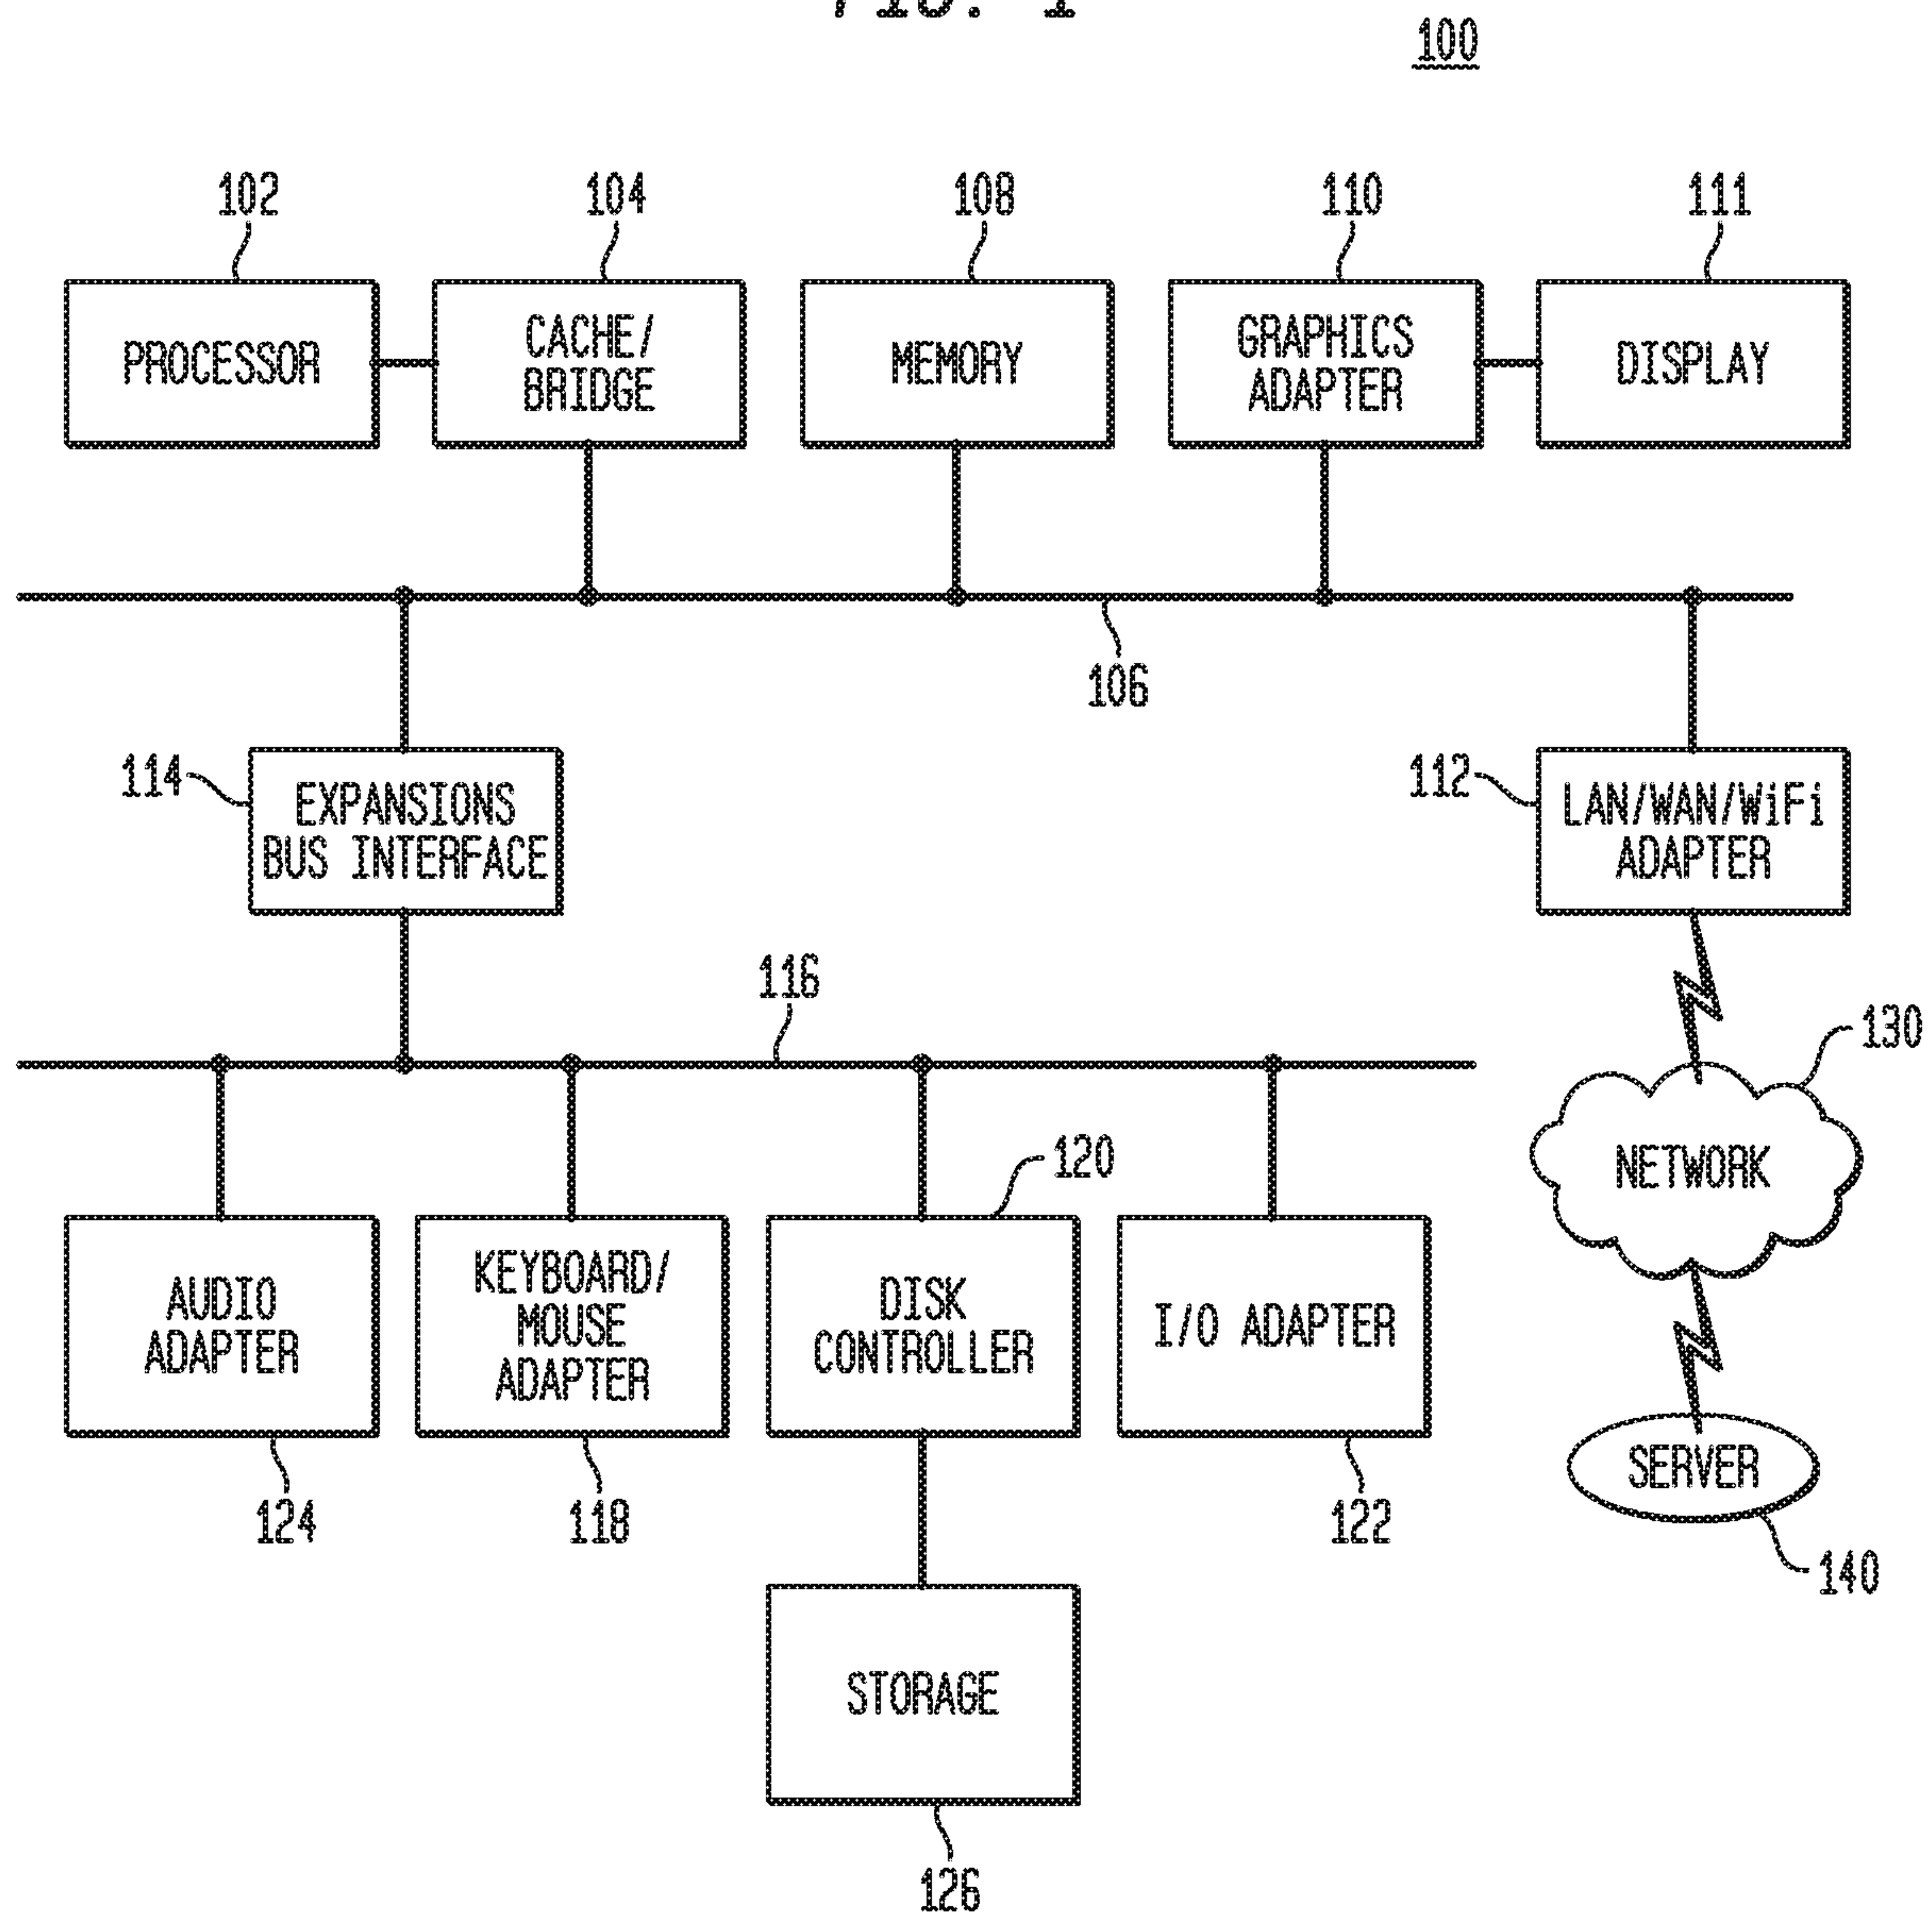 FIG. 1
100
102
104
108
110
111
PROCESSOR
CACHE/
BRIDGE
MEMORY
GRAPHICS
ADAPTER
DISPLAY
106
114
EXPANSIONS
BUS INTERFACE
112
LAN/WAN/WiFi
ADAPTER
116
130
NETWORK
120
AUDIO
ADAPTER
KEYBOARD/
MOUSE
ADAPTER
DISK
CONTROLLER
I/O ADAPTER
SERVER
124
118
122
140
STORAGE
126